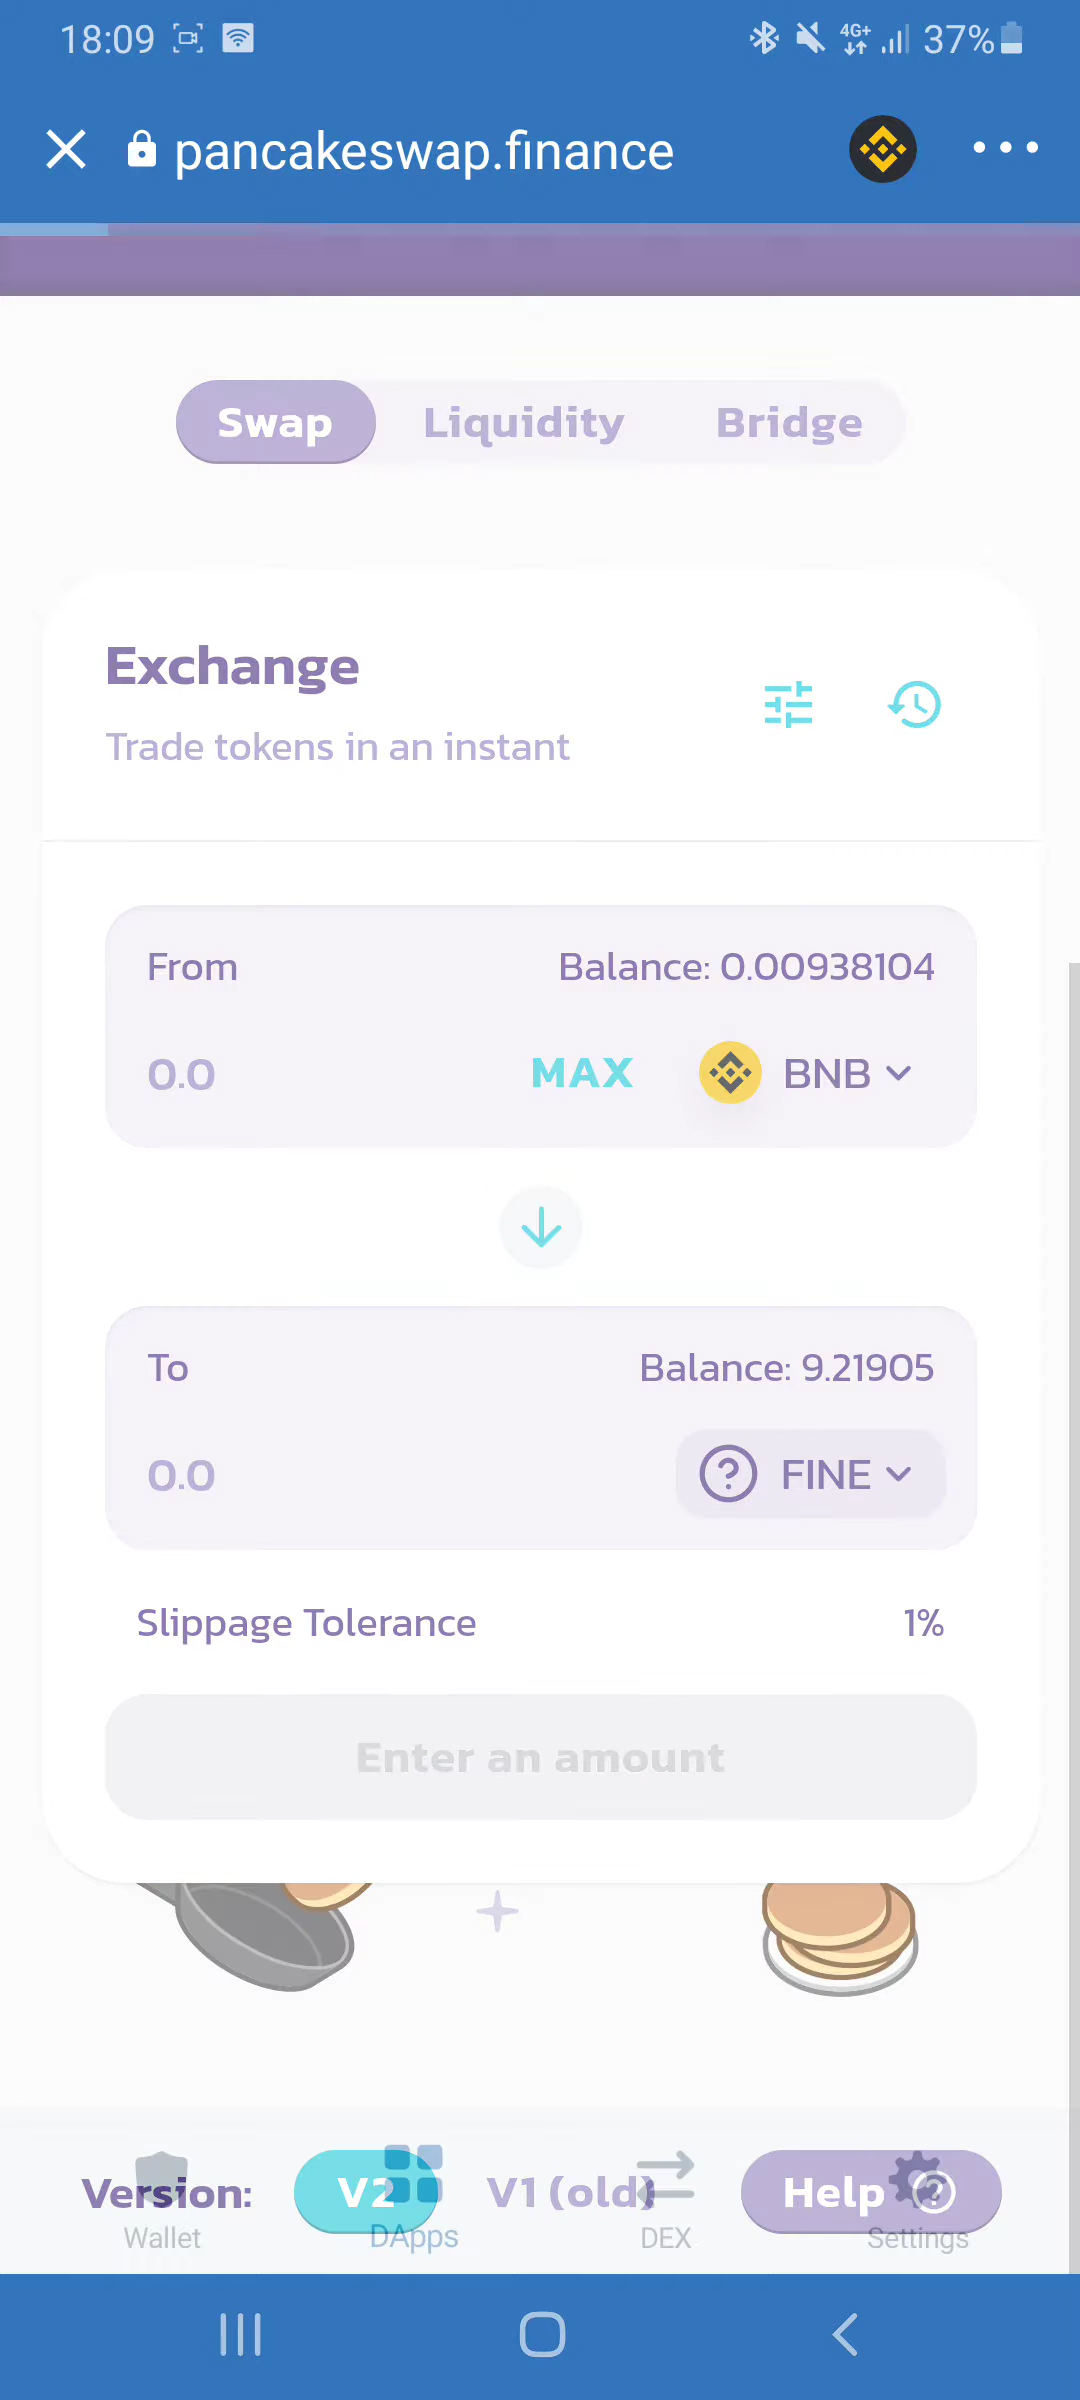 18:09 4G+ 37%
pancakeswap.finance
Swap Liquidity Bridge
Exchange
Trade tokens in an instant
From Balance: 0.00938104
0.0 MAX BNB
To Balance: 9.21905
0.0 FINE
Slippage Tolerance 1%
Enter an amount
Version: V2 V1 (old) Help
Wallet DApps DEX Settings